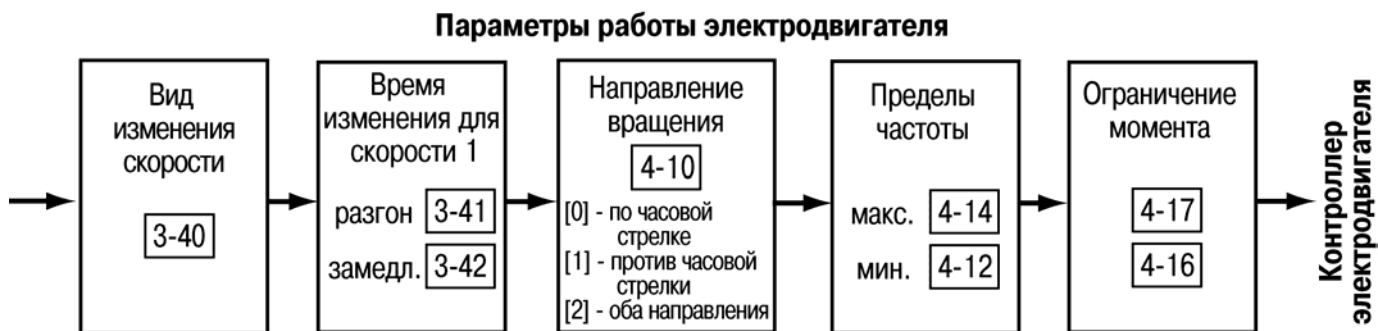 Параметры работы электродвигателя
Вид
изменения
скорости
3-40
Время
изменения для
скорости 1
разгон 3-41
замедл. 3-42
Направление
вращения
4-10
[0] - по часовой
стрелке
[1] - против часовой
стрелки
[2] - оба направления
Пределы
частоты
макс. 4-14
мин. 4-12
Ограничение
момента
4-17
4-16
Контроллер
электродвигателя